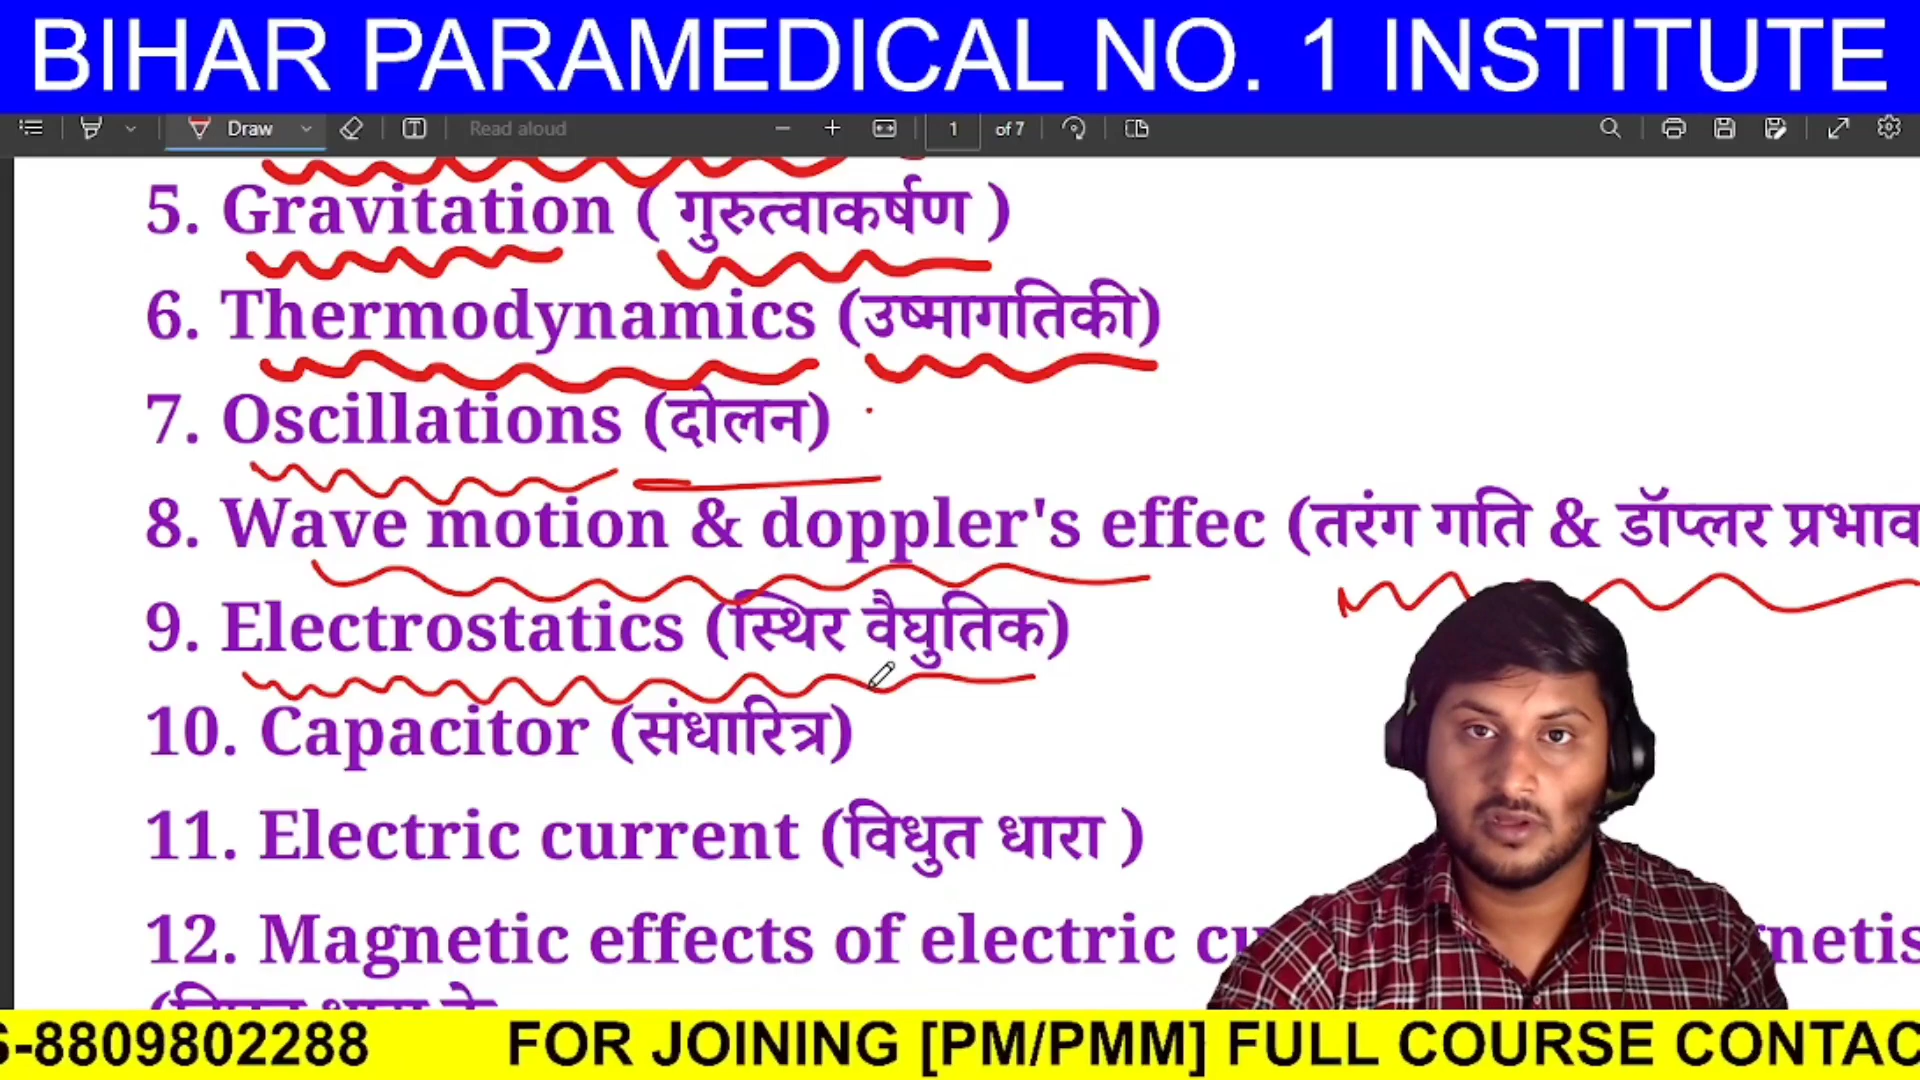 BIHAR PARAMEDICAL NO. 1 INSTITUTE
Draw Read aloud 1 of 7
5. Gravitation ( गुरुत्वाकर्षण )
6. Thermodynamics (उष्मागतिकी)
7. Oscillations (दोलन)
8. Wave motion & doppler's effec (तरंग गति & डॉप्लर प्रभाव
9. Electrostatics (स्थिर वैघुतिक)
10. Capacitor (संधारित्र)
11. Electric current (विधुत धारा )
12. Magnetic effects of electric
-8809802288 FOR JOINING [PM/PMM] FULL COURSE CONTAC